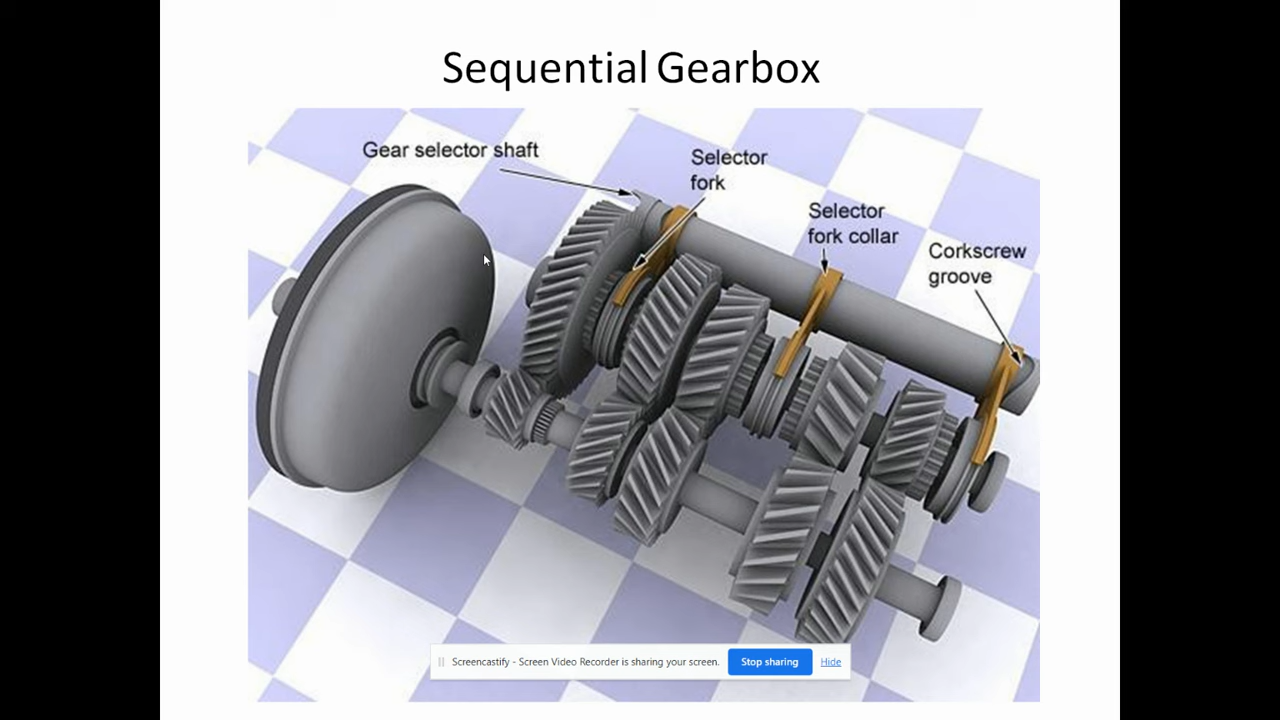 Sequential Gearbox
Gear selector shaft
Selector
fork
Selector
fork collar
Corkscrew
groove
Screencastify - Screen Video Recorder is sharing your screen.
Stop sharing
Hide